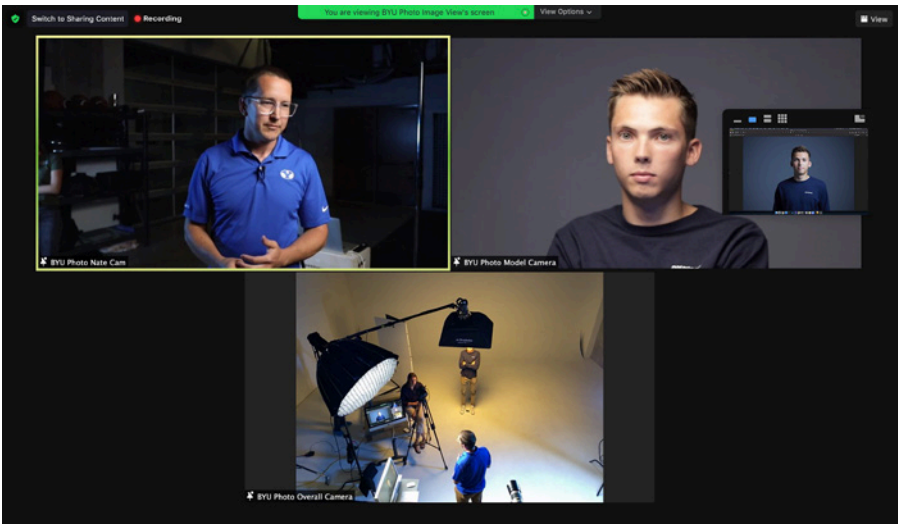 You are viewing BYU Photo Image View's screen
View Options
Switch to Sharing Content
Recording
View
BYU Photo Nate Cam
BYU Photo Model Camera
BYU Photo Overall Camera